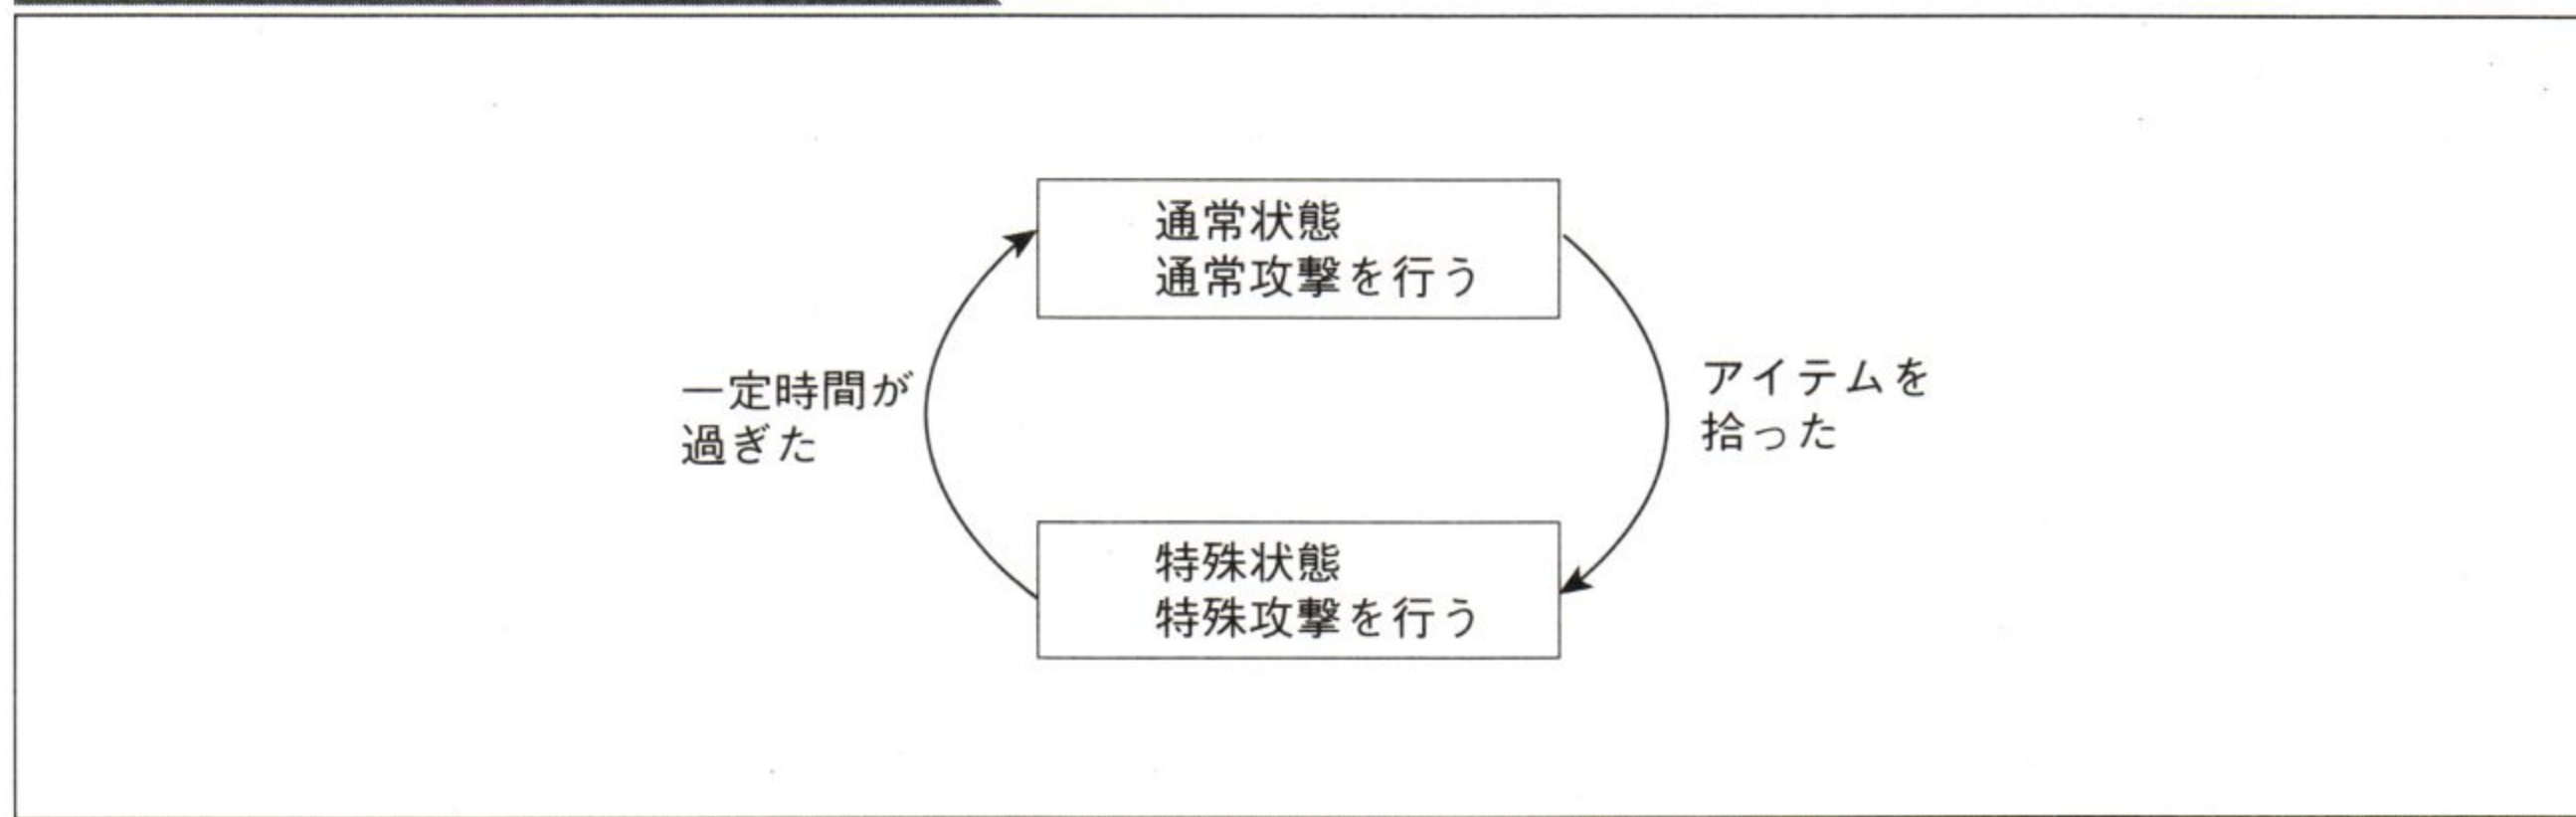 通常状態
通常攻撃を行う
一定時間が
過ぎた
アイテムを
拾った
特殊状態
特殊攻撃を行う